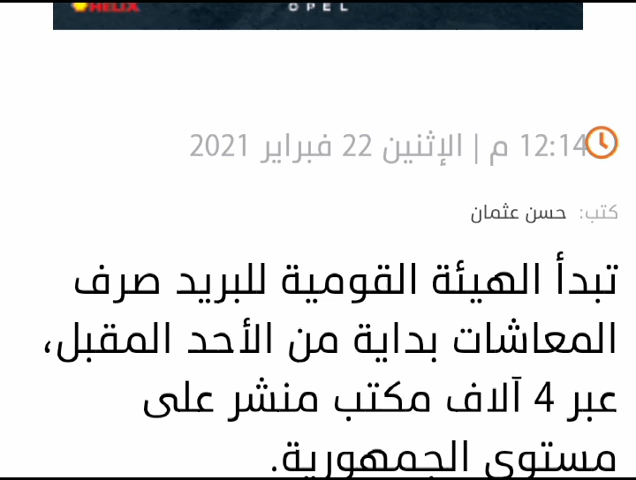 HELIX OPEL
12:14 م | الإثنين 22 فبراير 2021
كتب: حسن عثمان
تبدأ الهيئة القومية للبريد صرف
المعاشات بداية من الأحد المقبل،
عبر 4 آلاف مكتب منشر على
مستوى الجمهورية.